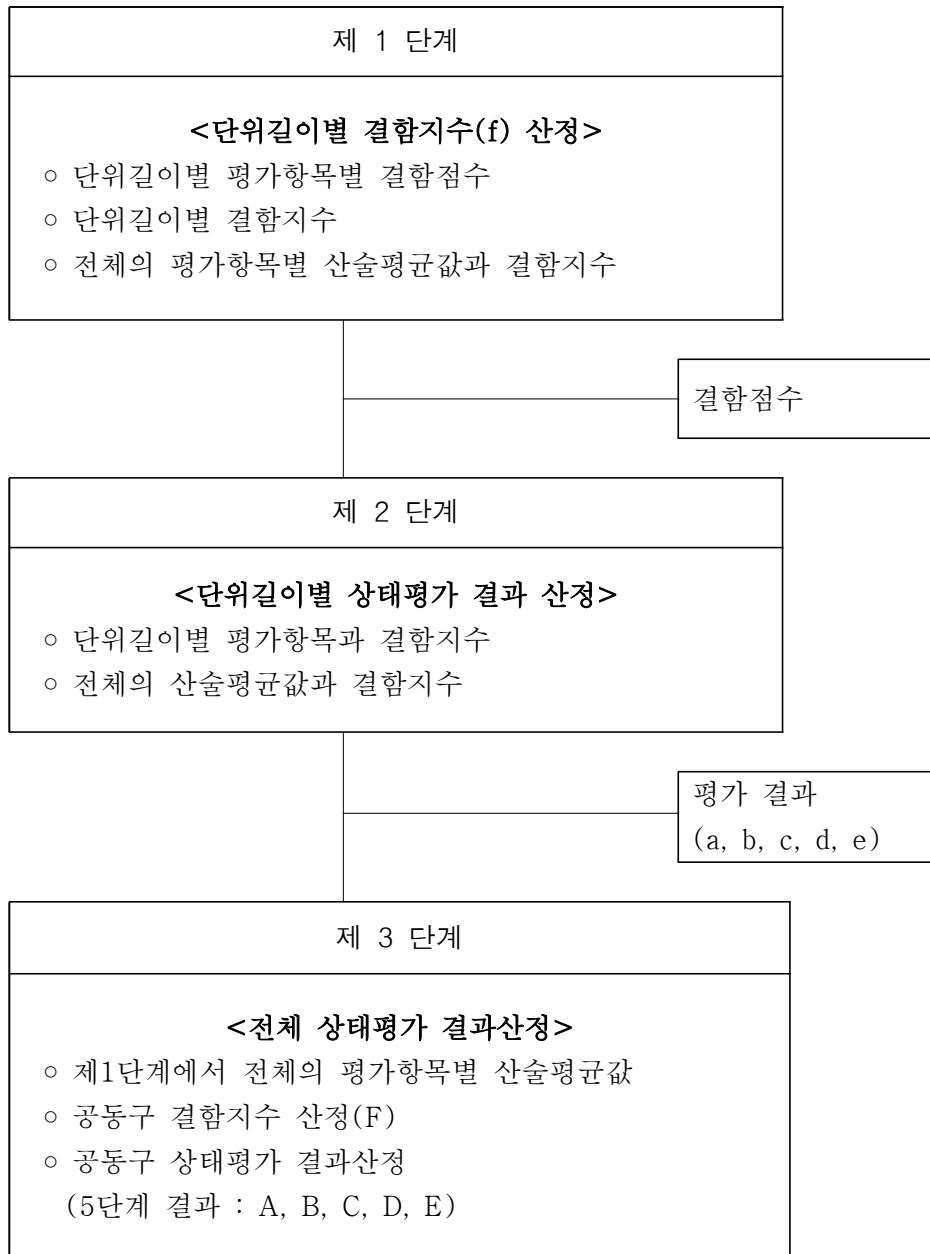 제 1 단계
<단위길이별 결함지수(f) 산정>
○ 단위길이별 평가항목별 결함점수
○ 단위길이별 결함지수
○ 전체의 평가항목별 산술평균값과 결함지수
결함점수
제 2 단계
<단위길이별 상태평가 결과 산정>
○ 단위길이별 평가항목과 결함지수
○ 전체의 산술평균값과 결함지수
평가 결과
(a, b, c, d, e)
제 3 단계
<전체 상태평가 결과산정>
○ 제1단계에서 전체의 평가항목별 산술평균값
○ 공동구 결함지수 산정(F)
○ 공동구 상태평가 결과산정
(5단계 결과 : A, B, C, D, E)